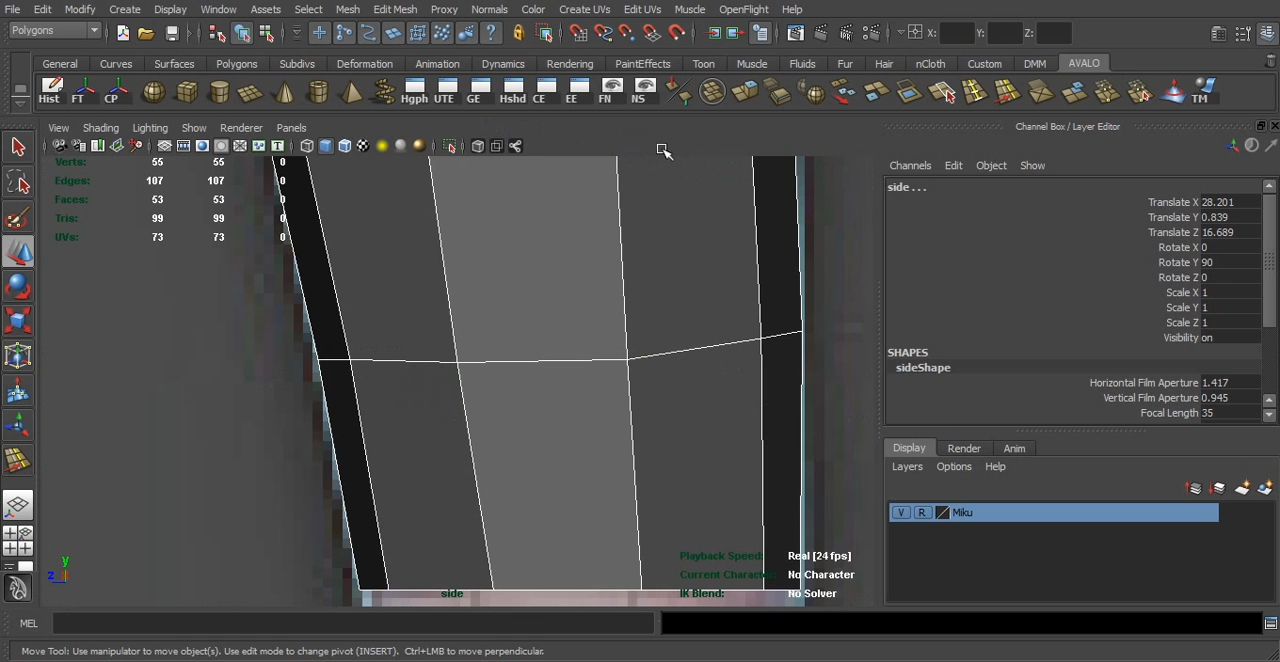 File Edit Modify Create Display Window Assets Select Mesh Edit Mesh Proxy Normals Color Create UVs Edit UVs Muscle OpenFlight Help
Polygons X: Y: Z:
General Curves Surfaces Polygons Subdivs Deformation Animation Dynamics Rendering PaintEffects Toon Muscle Fluids Fur Hair nCloth Custom DMM AVALO
Hist FT CP Hgph UTE GE Hshd CE EE FN NS TM
View Shading Lighting Show Renderer Panels
Channel Box / Layer Editor
Verts: 55 55 0
Edges: 107 107 0
Faces: 53 53 0
Tris: 99 99 0
UVs: 73 73 0
Channels Edit Object Show
side . . .
Translate X 28.201
Translate Y 0.839
Translate Z 16.689
Rotate X 0
Rotate Y 90
Rotate Z 0
Scale X 1
Scale Y 1
Scale Z 1
Visibility on
SHAPES
sideShape
Horizontal Film Aperture 1.417
Vertical Film Aperture 0.945
Focal Length 35
Display Render Anim
Layers Options Help
V R Miku
Playback Speed: Real [24 fps]
Current Character: No Character
IK Blend: No Solver
y
z
side
MEL
Move Tool: Use manipulator to move object(s). Use edit mode to change pivot (INSERT). Ctrl+LMB to move perpendicular.